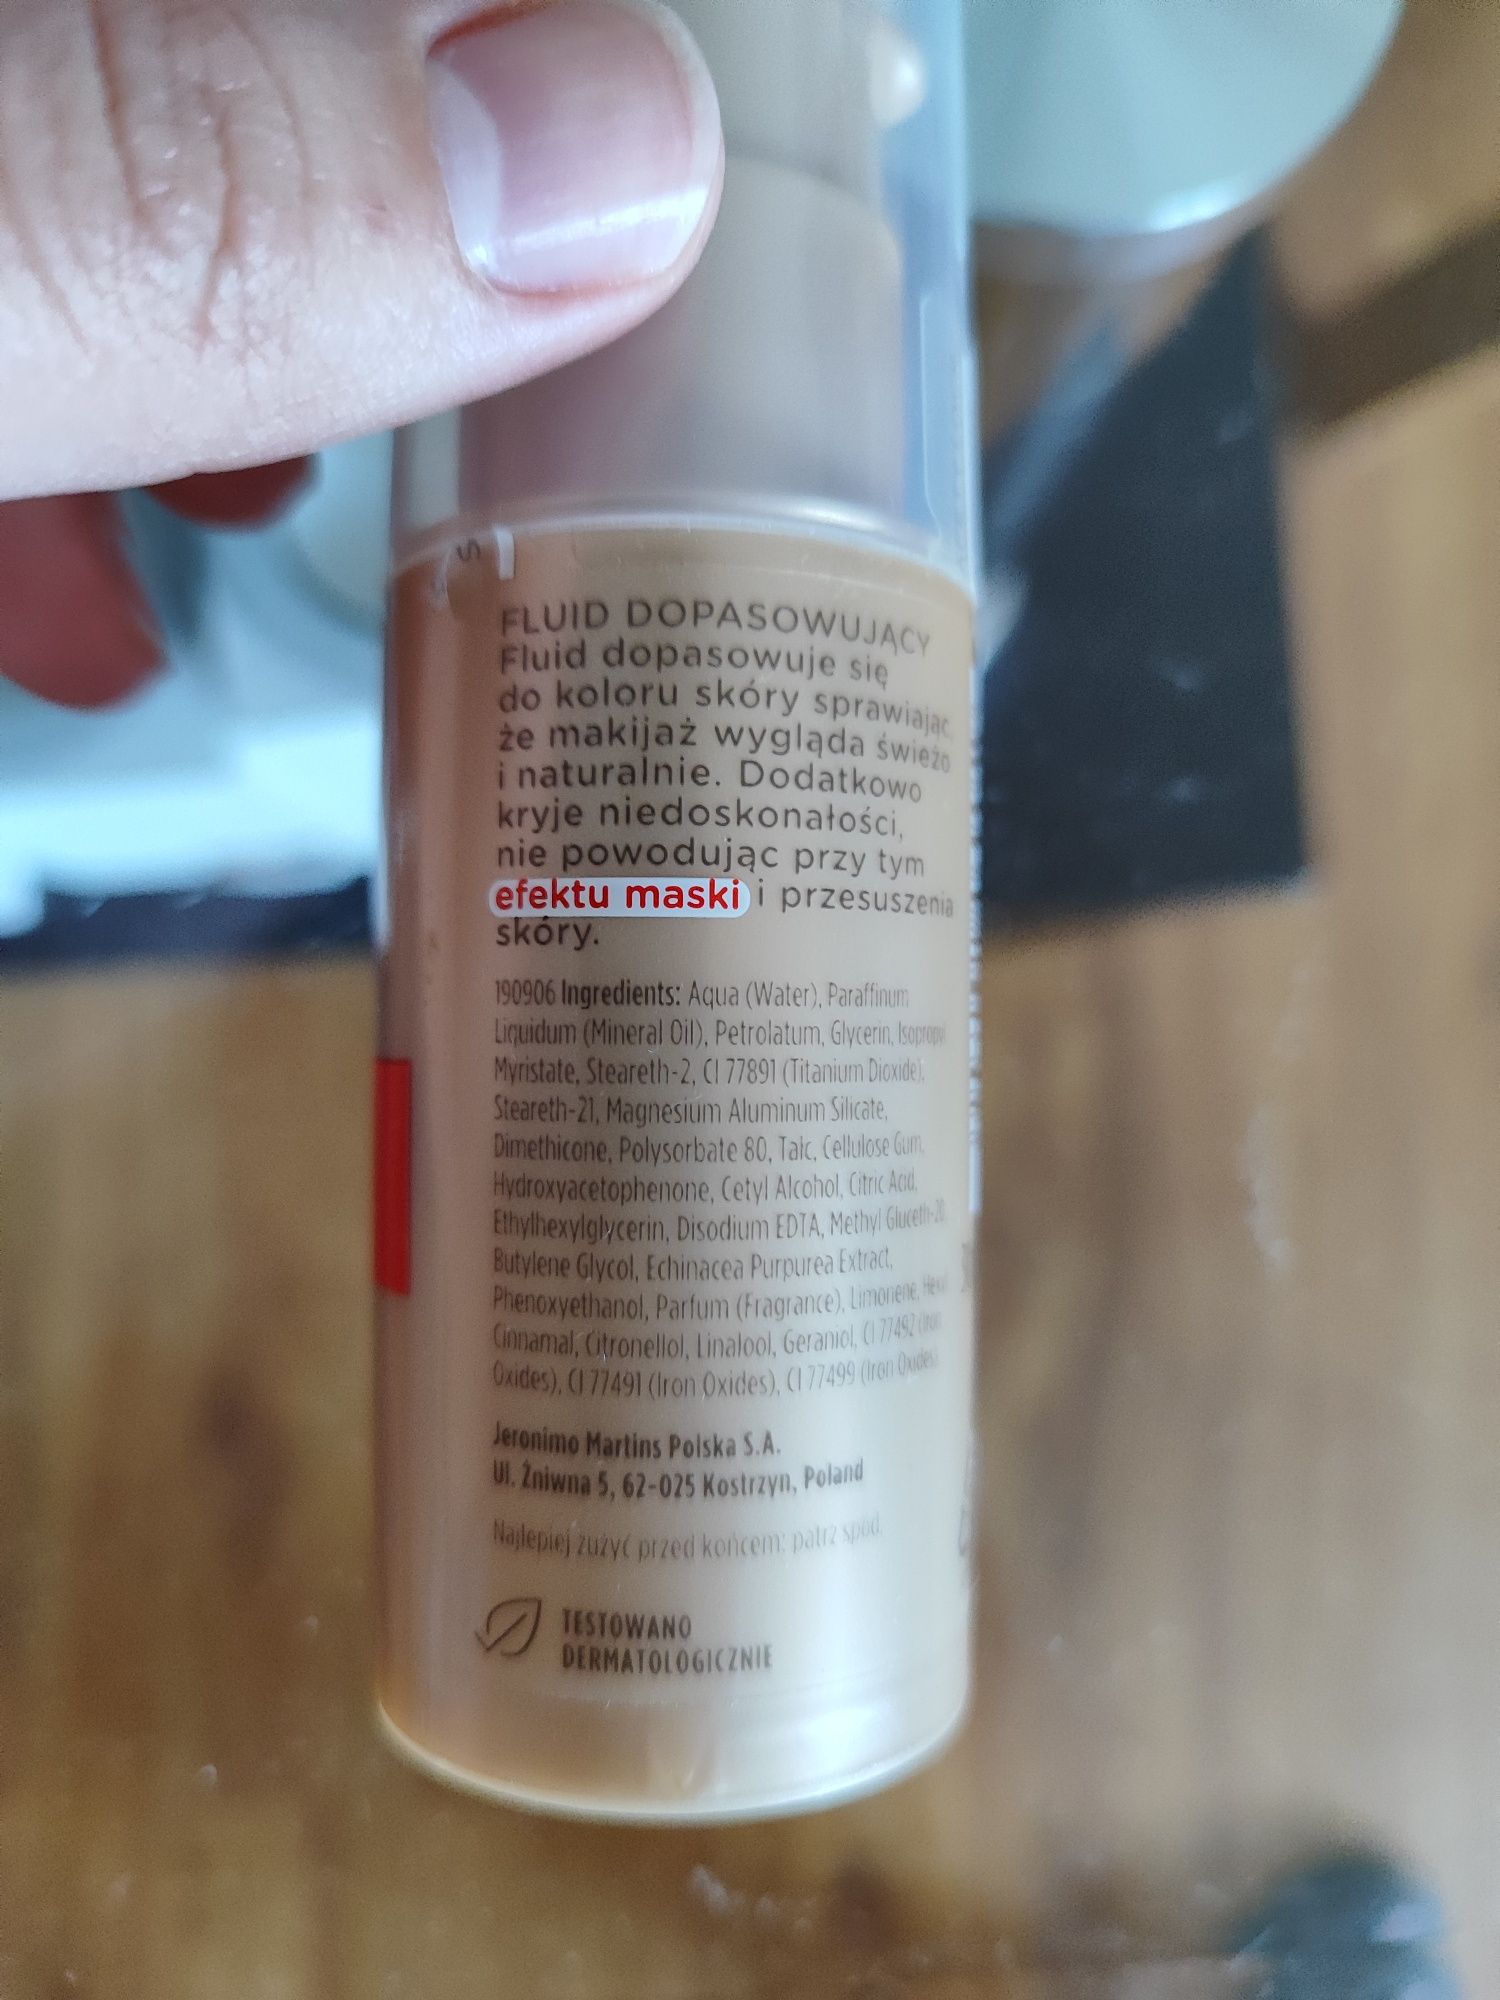 FLUID DOPASOWUJĄCY
Fluid dopasowuje się
do koloru skóry sprawiając,
że makijaż wygląda świeżo
i naturalnie. Dodatkowo
kryje niedoskonałości,
nie powodując przy tym
efektu maski i przesuszenia
skóry.
190906 Ingredients: Aqua (Water), Paraffinum
Liquidum (Mineral Oil), Petrolatum, Glycerin, Isopropyl
Myristate, Steareth-2, CI 77891 (Titanium Dioxide),
Steareth-21, Magnesium Aluminum Silicate,
Dimethicone, Polysorbate 80, Talc, Cellulose Gum,
Hydroxyacetophenone, Cetyl Alcohol, Citric Acid,
Ethylhexylglycerin, Disodium EDTA, Methyl Gluceth-20,
Butylene Glycol, Echinacea Purpurea Extract,
Phenoxyethanol, Parfum (Fragrance), Limonene, Hexyl
Cinnamal, Citronellol, Linalool, Geraniol, CI 77492 (Iron
Oxides), CI 77491 (Iron Oxides), CI 77499 (Iron Oxides).
Jeronimo Martins Polska S.A.
Ul. Żniwna 5, 62-025 Kostrzyn, Poland
Najlepiej zużyć przed końcem: patrz spód.
TESTOWANO
DERMATOLOGICZNIE